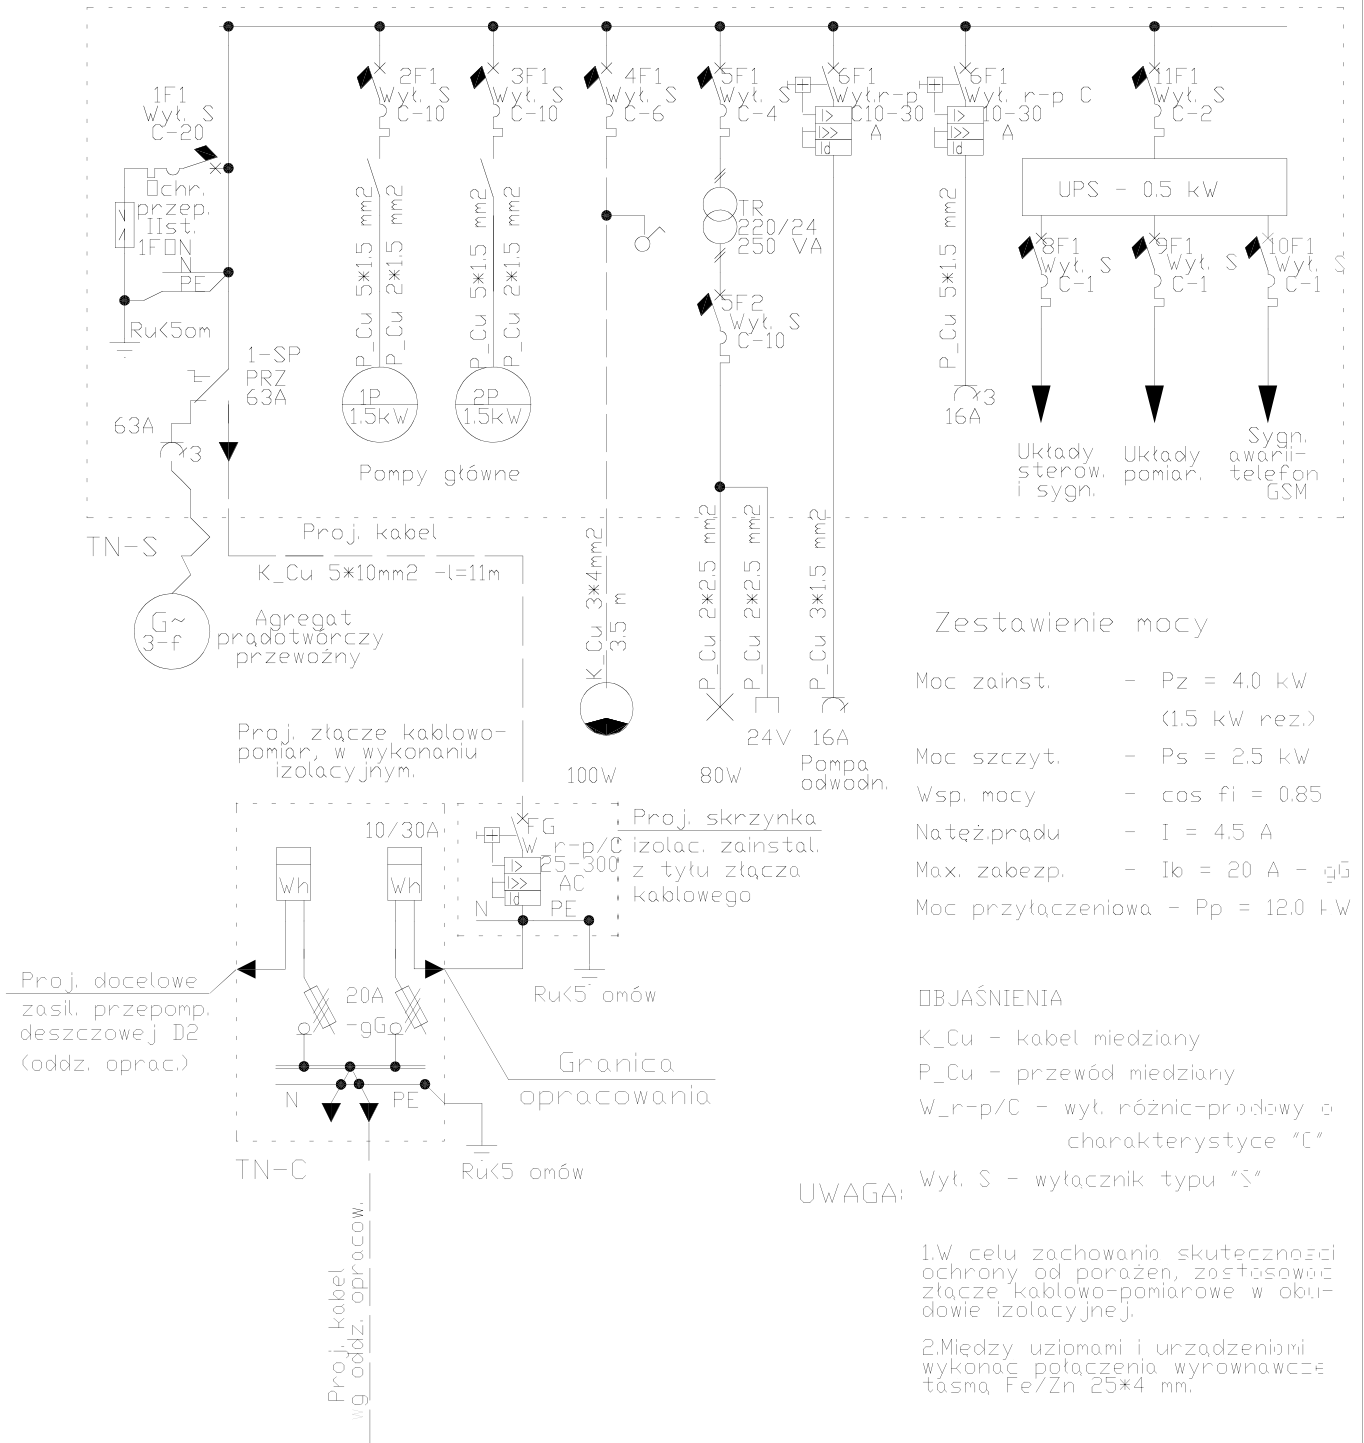 1F1
Wył. S
C-20
Ochr.
przep.
IIst.
1FON
N
PE
Ru<5om
1-SP
PRZ
63A
63A
3
2F1
Wył. S
C-10
P_Cu 5*1.5 mm2
P_Cu 2*1.5 mm2
1P
1.5kW
3F1
Wył. S
C-10
P_Cu 5*1.5 mm2
P_Cu 2*1.5 mm2
2P
1.5kW
Pompy główne
4F1
Wył. S
C-6
5F1
Wył. S
C-4
TR
220/24
250 VA
5F2
Wył. S
C-10
6F1
Wył.r-p
C10-30
A
I>
I>>
Id
6F1
Wył. r-p C
10-30
A
I>
I>>
Id
P_Cu 5*1.5 mm2
3
16A
11F1
Wył. S
C-2
UPS - 0.5 kW
8F1
Wył. S
C-1
9F1
Wył. S
C-1
10F1
Wył. S
C-1
Układy
sterow.
i sygn.
Układy
pomiar.
Sygn.
awarii-
telefon
GSM
TN-S
Proj. kabel
K_Cu 5*10mm2 -l=11m
G~
3-f
Agregat
prądotwórczy
przewoźny
K_Cu 3*4mm2
3.5 m
100W
P_Cu 2*2.5 mm2
80W
P_Cu 2*2.5 mm2
24V
P_Cu 3*1.5 mm2
16A
Pompa
odwodn.
Zestawienie mocy
Moc zainst. - Pz = 4.0 kW
(1.5 kW rez.)
Moc szczyt. - Ps = 2.5 kW
Wsp. mocy - cos fi = 0.85
Natęż.prądu - I = 4.5 A
Max. zabezp. - Ib = 20 A - gG
Moc przyłączeniowa - Pp = 12.0 kW
Proj. złącze kablowo-
pomiar, w wykonaniu
izolacyjnym.
10/30A
Wh
Wh
20A
-gG
N
PE
TN-C
FG
W_r-p/C
25-300
AC
I>
I>>
Id
N
PE
Ru<5 omów
Proj. skrzynka
izolac. zainstal.
z tyłu złącza
kablowego
Proj. docelowe
zasil. przepomp.
deszczowej D2
(oddz. oprac.)
Granica
opracowania
Ru<5 omów
Proj. kabel
wg oddz. opracow.
OBJAŚNIENIA
K_Cu - kabel miedziany
P_Cu - przewód miedziany
W_r-p/C - wył. różnic-prądowy o
charakterystyce "C"
Wył. S - wyłącznik typu "S"
UWAGA:
1.W celu zachowania skuteczności
ochrony od porażen, zastosować
złącze kablowo-pomiarowe w obu-
dowie izolacyjnej.
2.Między uziomami i urządzeniami
wykonac połączenia wyrownawcze
tasmą Fe/Zn 25*4 mm.